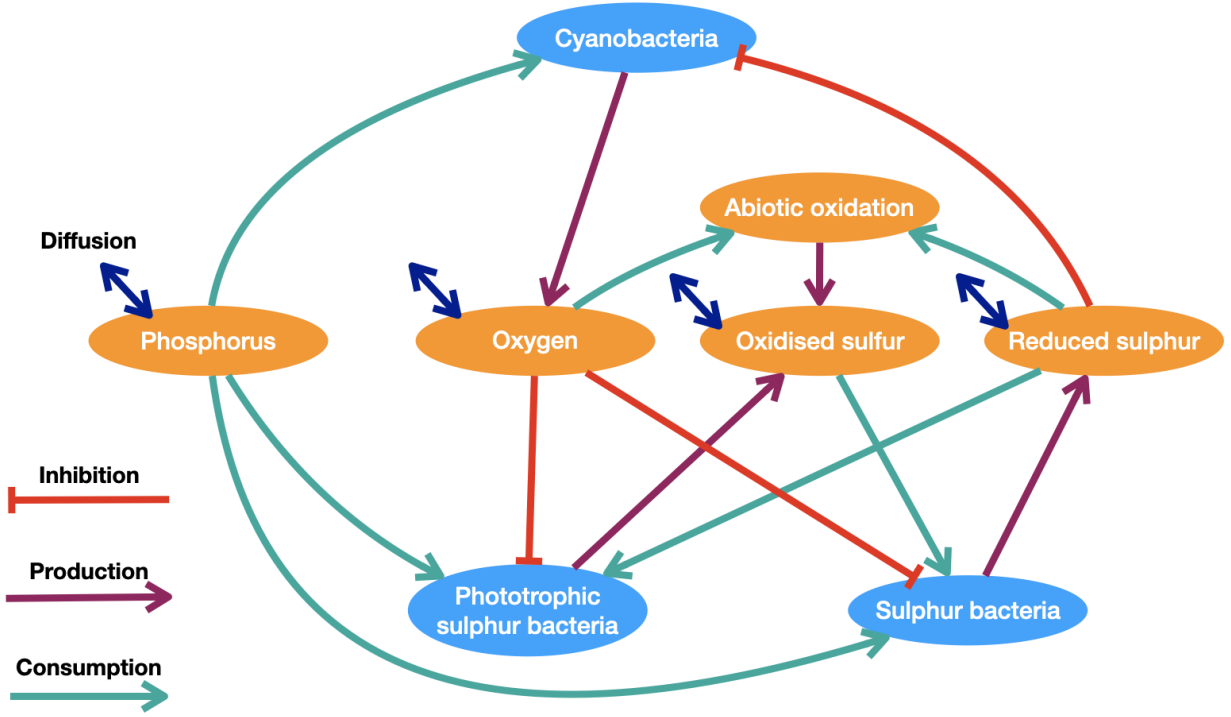 Cyanobacteria
Abiotic oxidation
Diffusion
Phosphorus
Oxygen
Oxidised sulfur
Reduced sulphur
Inhibition
Production
Consumption
Phototrophic
sulphur bacteria
Sulphur bacteria